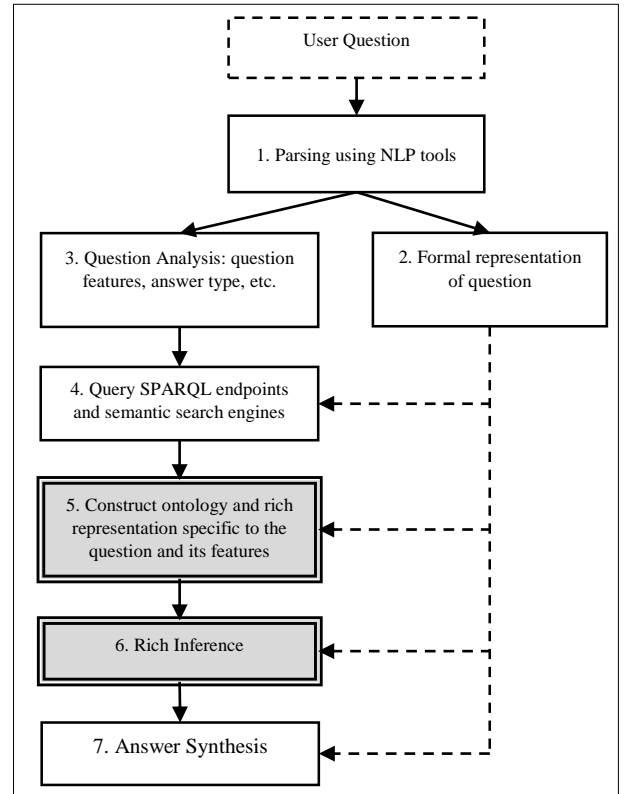 User Question
1. Parsing using NLP tools
3. Question Analysis: question
features, answer type, etc.
2. Formal representation
of question
4. Query SPARQL endpoints
and semantic search engines
5. Construct ontology and rich
representation specific to the
question and its features
6. Rich Inference
7. Answer Synthesis